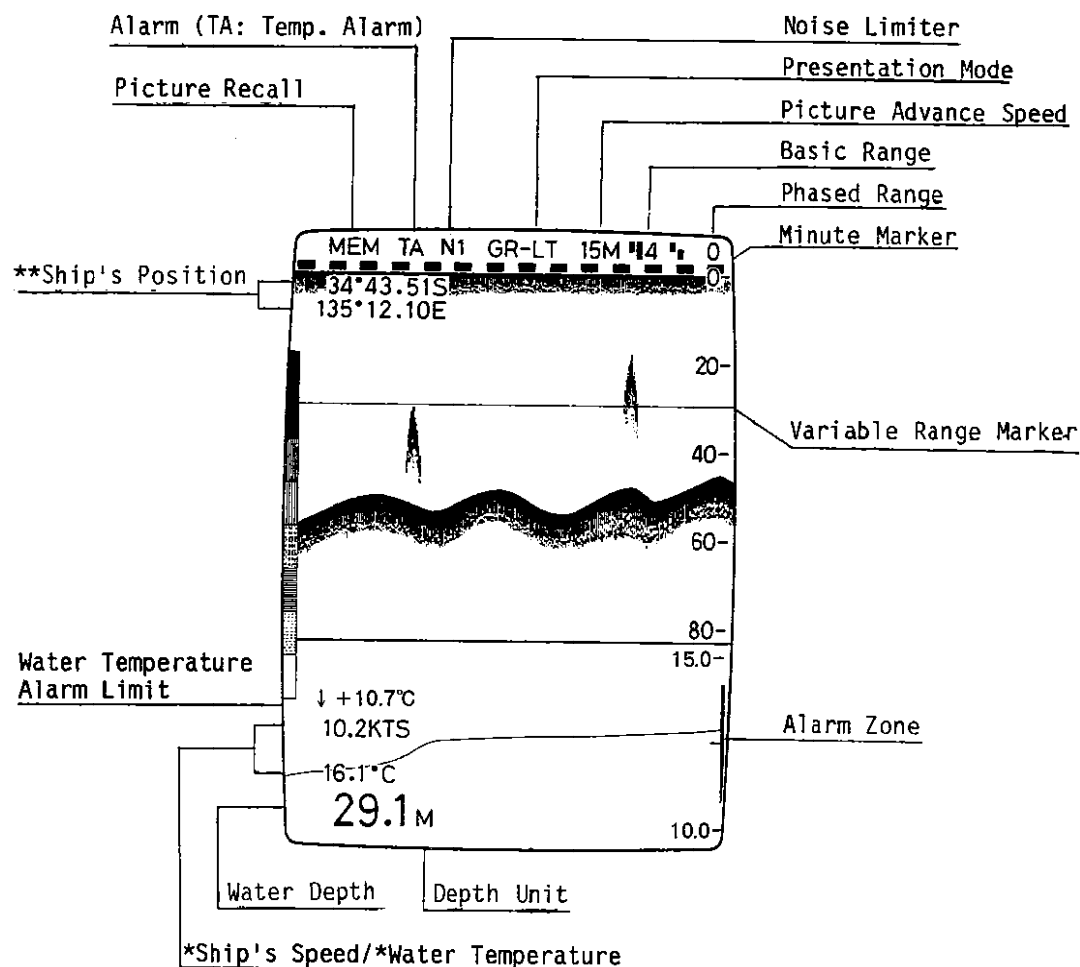 Alarm (TA: Temp. Alarm)
Noise Limiter
Presentation Mode
Picture Recall
Picture Advance Speed
Basic Range
Phased Range
Minute Marker
MEM TA N1 GR-LT 15M 4 0
**Ship's Position
0
34°43.51S
135°12.10E
20-
Variable Range Marker
40-
60-
80-
Water Temperature
Alarm Limit
15.0-
↓ +10.7°C
10.2KTS
Alarm Zone
16.1°C
29.1M
10.0-
Water Depth
Depth Unit
*Ship's Speed/*Water Temperature